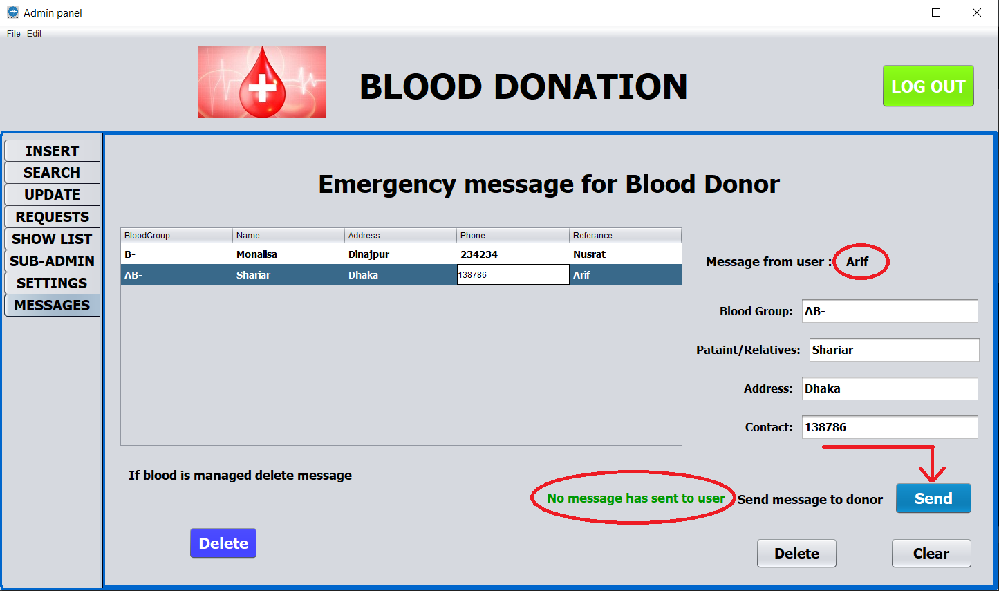 Admin panel
File Edit
BLOOD DONATION
LOG OUT
INSERT
SEARCH
UPDATE
REQUESTS
SHOW LIST
SUB-ADMIN
SETTINGS
MESSAGES
Emergency message for Blood Donor
BloodGroup Name Address Phone Referance
B- Monalisa Dinajpur 234234 Nusrat
AB- Shariar Dhaka 138786 Arif
Message from user : Arif
Blood Group: AB-
Pataint/Relatives: Shariar
Address: Dhaka
Contact: 138786
If blood is managed delete message
No message has sent to user Send message to donor Send
Delete
Delete Clear